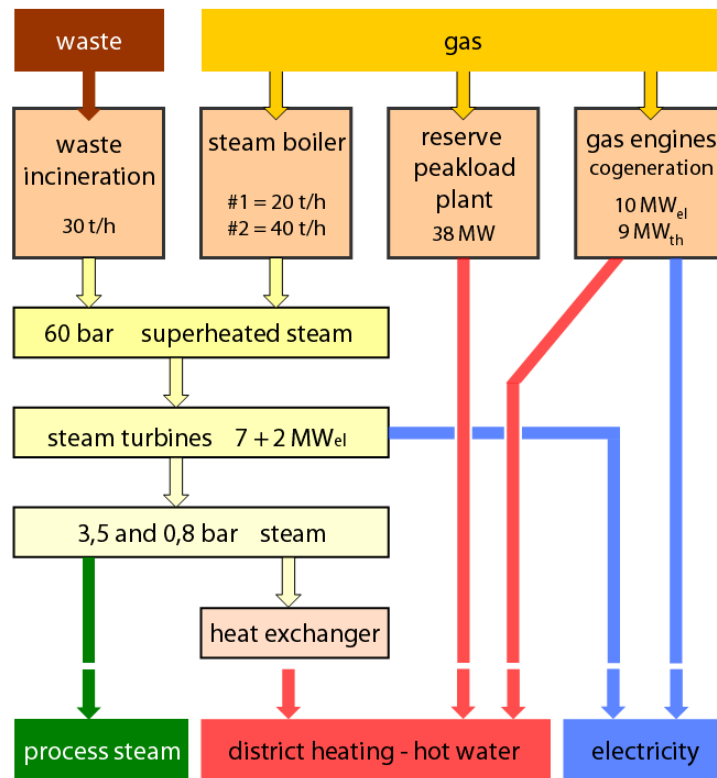 waste
gas
waste
incineration
30 t/h
steam boiler
#1 = 20 t/h
#2 = 40 t/h
reserve
peakload
plant
38 MW
gas engines
cogeneration
10 MWel
9 MWth
60 bar superheated steam
steam turbines 7 + 2 MWel
3,5 and 0,8 bar steam
heat exchanger
process steam
district heating - hot water
electricity